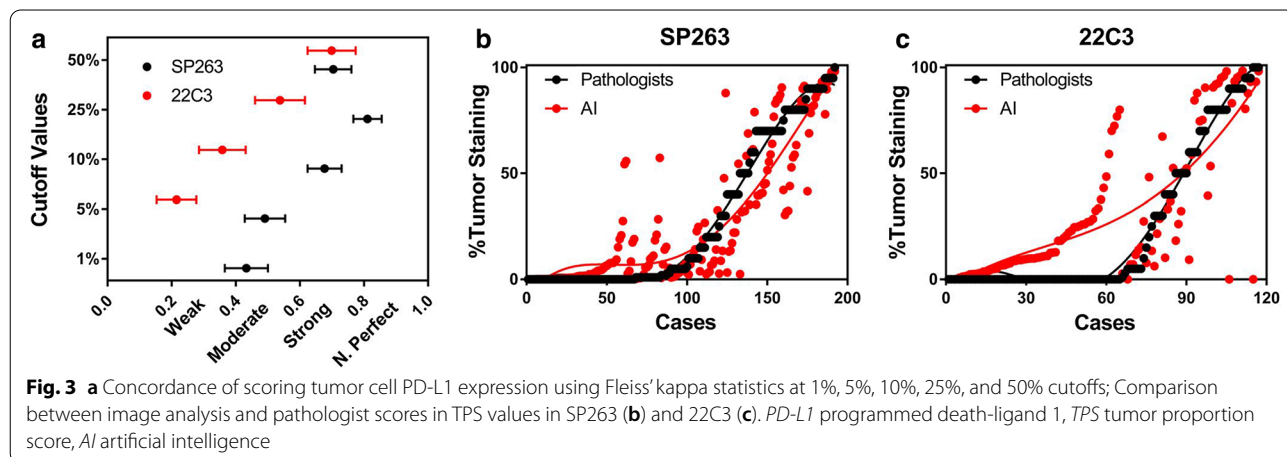 a
Cutoff Values
50%
25%
10%
5%
1%
SP263
22C3
0.0
0.2
0.4
0.6
0.8
1.0
Weak
Moderate
Strong
N. Perfect
b
SP263
%Tumor Staining
100
50
0
Pathologists
AI
0
50
100
150
200
Cases
c
22C3
%Tumor Staining
100
50
0
Pathologists
AI
0
30
60
90
120
Cases
Fig. 3 a Concordance of scoring tumor cell PD-L1 expression using Fleiss’ kappa statistics at 1%, 5%, 10%, 25%, and 50% cutoffs; Comparison
between image analysis and pathologist scores in TPS values in SP263 (b) and 22C3 (c). PD-L1 programmed death-ligand 1, TPS tumor proportion
score, AI artificial intelligence